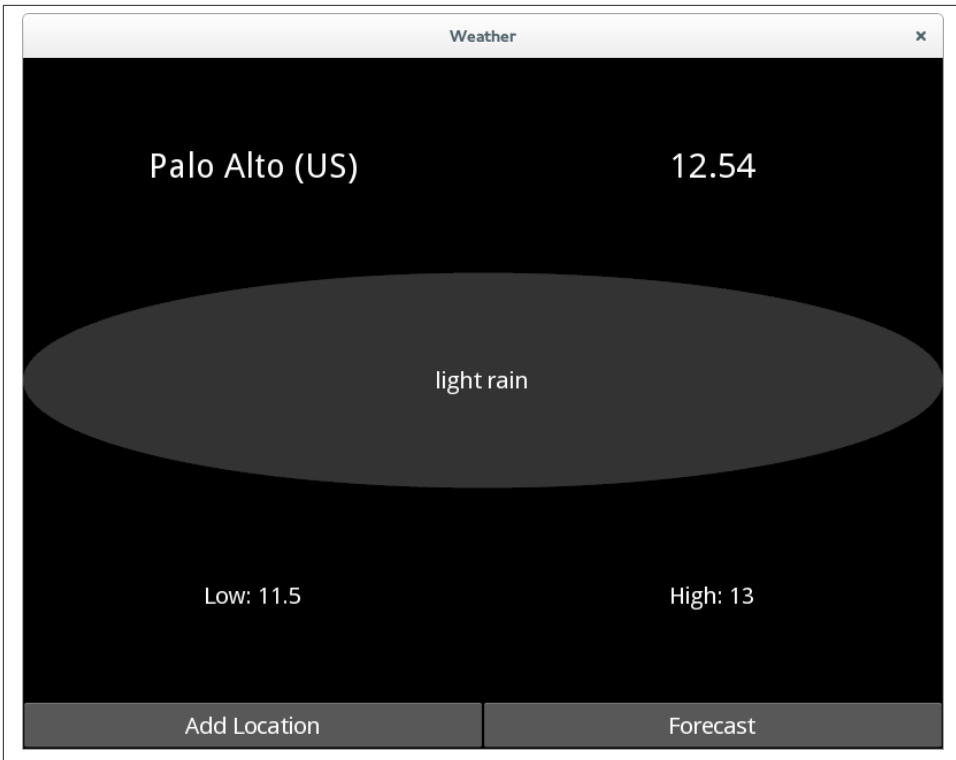 Weather
Palo Alto (US) 12.54
light rain
Low: 11.5 High: 13
Add Location Forecast